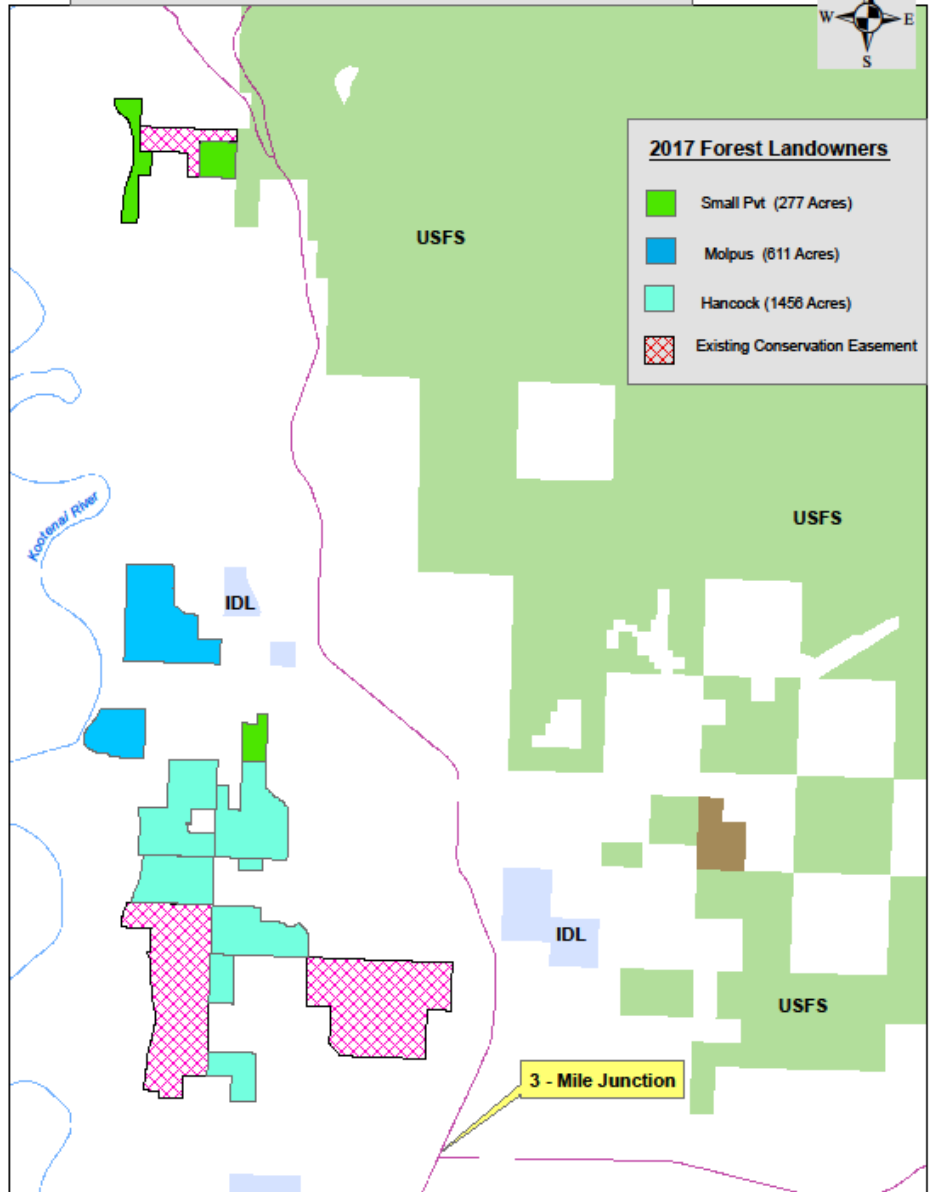 W
E
S
2017 Forest Landowners
Small Pvt (277 Acres)
Molpus (611 Acres)
Hancock (1456 Acres)
Existing Conservation Easement
USFS
USFS
Kootenai River
IDL
IDL
USFS
3 - Mile Junction